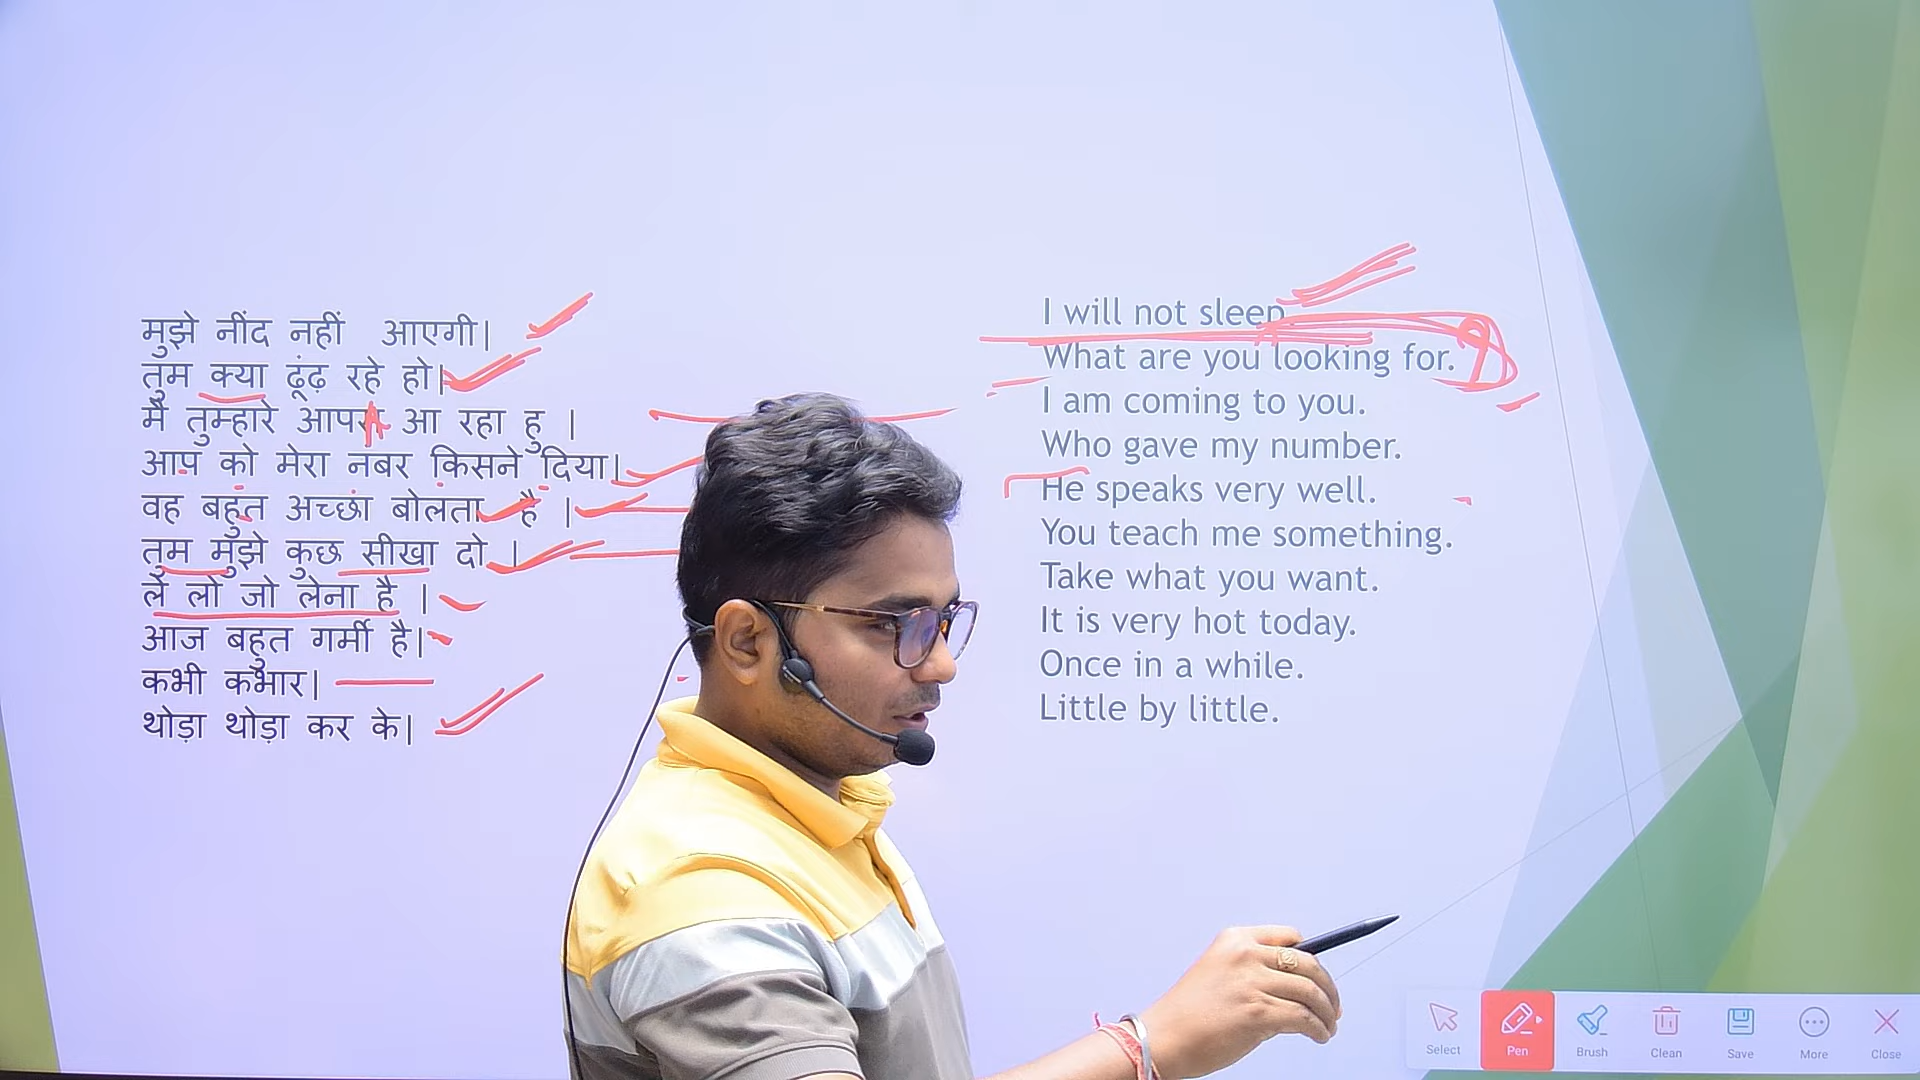 मुझे नींद नहीं आएगी|
तुम क्या ढूंढ़ रहे हो|
मै तुम्हारे आपस आ रहा हु |
आप को मेरा नबर किसने दिया|
वह बहुत अच्छा बोलता है |
तुम मुझे कुछ सीखा दो |
ले लो जो लेना है |
आज बहुत गर्मी है|
कभी कभार|
थोड़ा थोड़ा कर के|
I will not sleep.
What are you looking for.
I am coming to you.
Who gave my number.
He speaks very well.
You teach me something.
Take what you want.
It is very hot today.
Once in a while.
Little by little.
Select Pen Brush Clean Save More Close